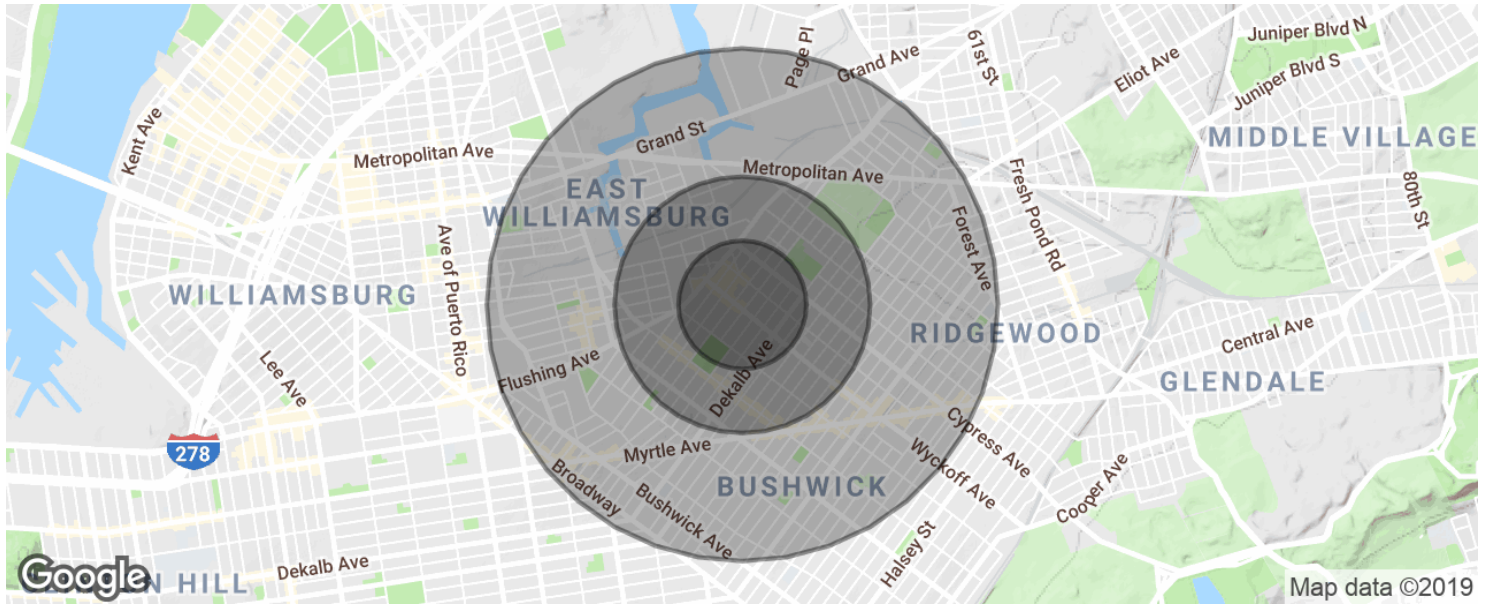 Juniper Blvd N
Page Pl
61st St
Grand Ave
Eliot Ave
Juniper Blvd S
Kent Ave
Grand St
MIDDLE VILLAGE
Metropolitan Ave
Metropolitan Ave
EAST
WILLIAMSBURG
Fresh Pond Rd
80th St
Forest Ave
Ave of Puerto Rico
WILLIAMSBURG
RIDGEWOOD
Central Ave
Lee Ave
Flushing Ave
Dekalb Ave
GLENDALE
278
Myrtle Ave
Cypress Ave
Wyckoff Ave
Broadway
Bushwick Ave
BUSHWICK
Cooper Ave
Halsey St
Dekalb Ave
Google
HILL
Map data ©2019